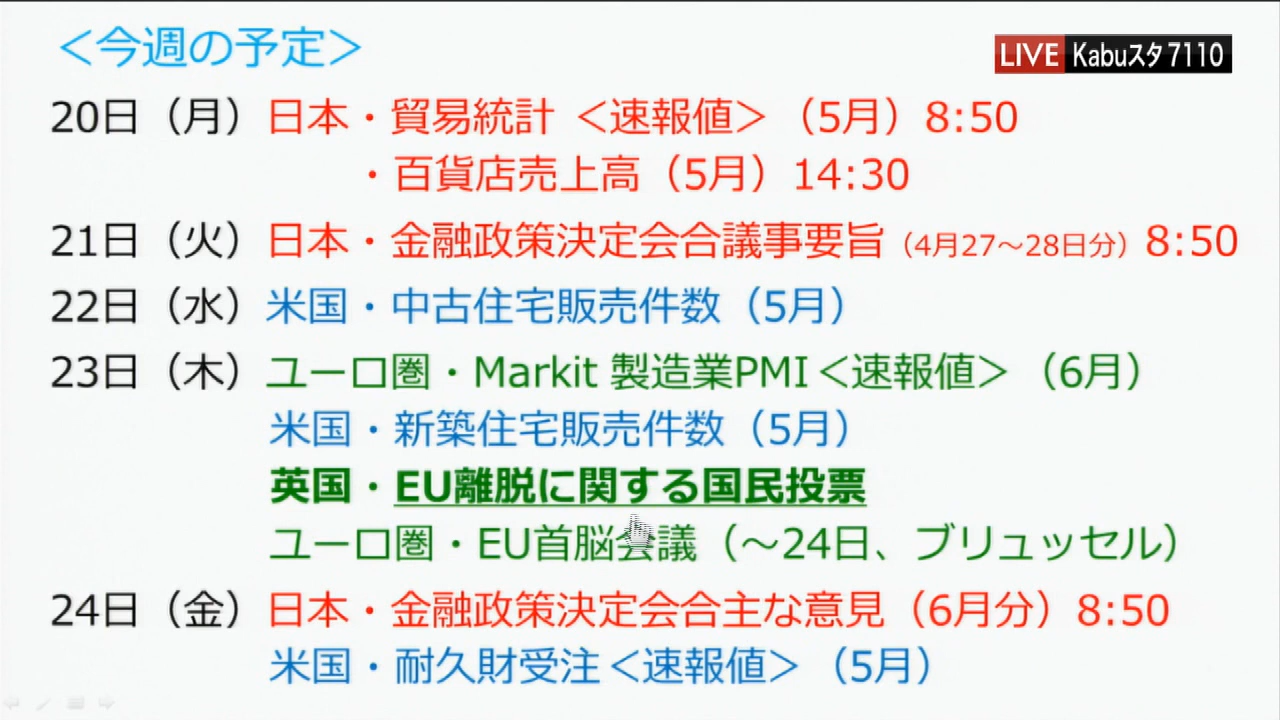 ＜今週の予定＞
LIVE Kabuスタ7110
20日（月）日本・貿易統計 ＜速報値＞（5月）8:50
・百貨店売上高（5月）14:30
21日（火）日本・金融政策決定会合議事要旨（4月27～28日分）8:50
22日（水）米国・中古住宅販売件数（5月）
23日（木）ユーロ圏・Markit 製造業PMI＜速報値＞（6月）
米国・新築住宅販売件数（5月）
英国・EU離脱に関する国民投票
ユーロ圏・EU首脳会議（～24日、ブリュッセル）
24日（金）日本・金融政策決定会合主な意見（6月分）8:50
米国・耐久財受注＜速報値＞（5月）